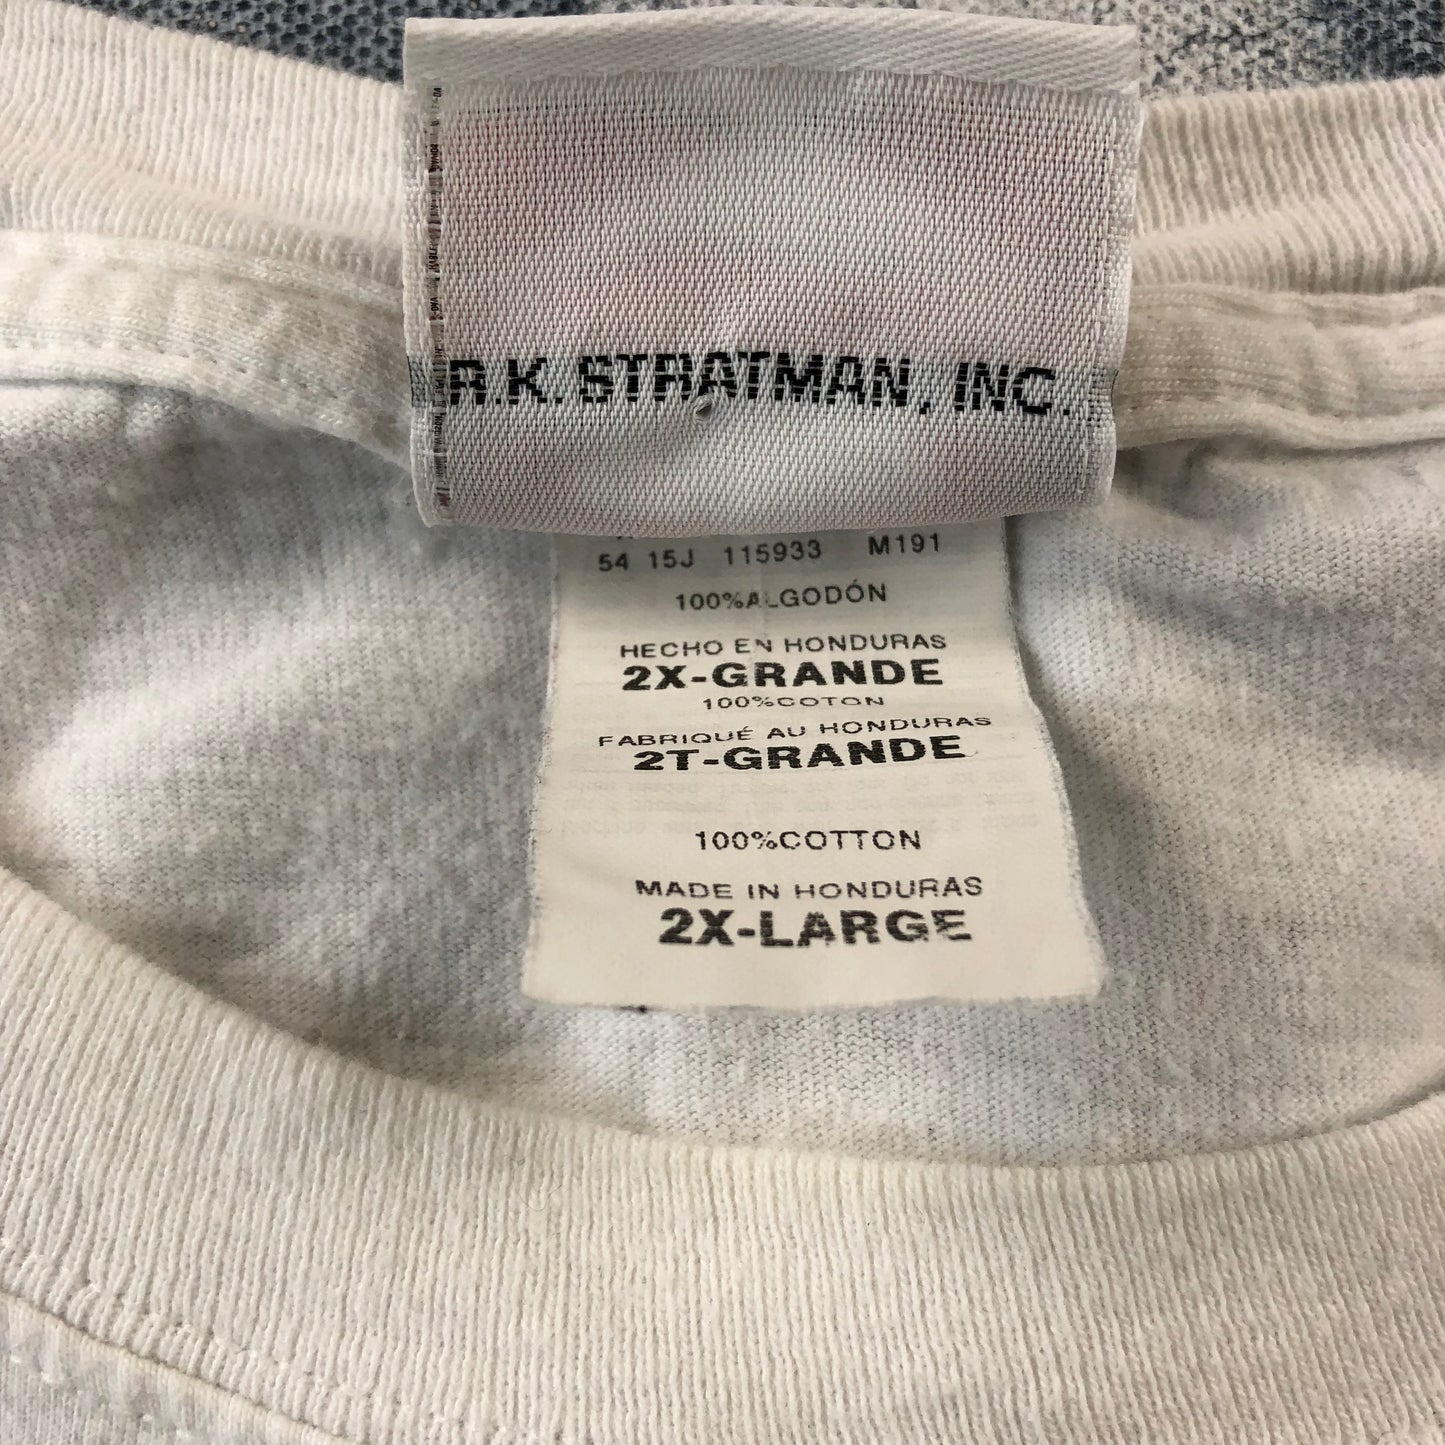 R.K. STRATMAN, INC.
54 15J 115933 M191
100%ALGODÓN
HECHO EN HONDURAS
2X-GRANDE
100%COTON
FABRIQUÉ AU HONDURAS
2T-GRANDE
100%COTTON
MADE IN HONDURAS
2X-LARGE